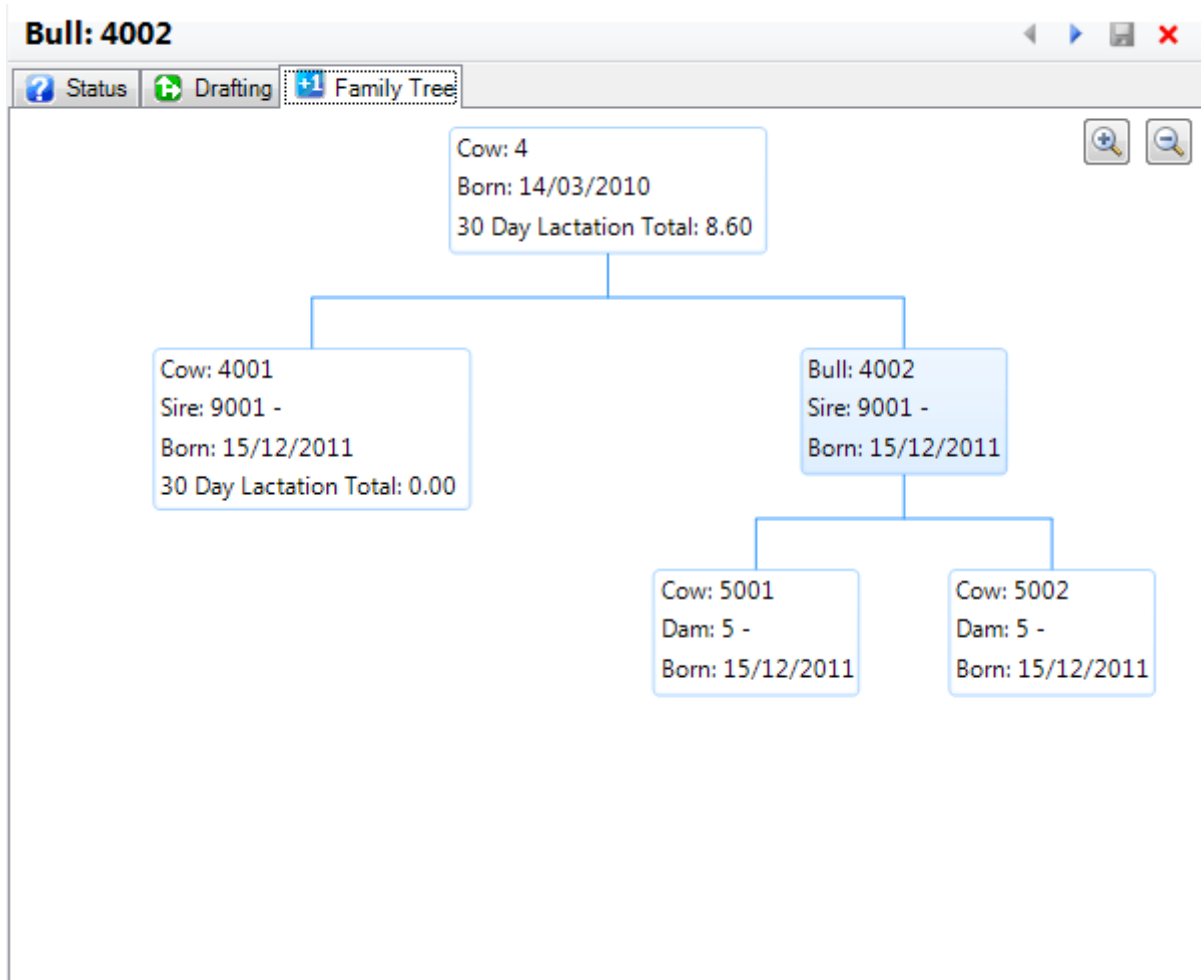 Bull: 4002
Status
Drafting
Family Tree
Cow: 4
Born: 14/03/2010
30 Day Lactation Total: 8.60
Cow: 4001
Sire: 9001 -
Born: 15/12/2011
30 Day Lactation Total: 0.00
Bull: 4002
Sire: 9001 -
Born: 15/12/2011
Cow: 5001
Dam: 5 -
Born: 15/12/2011
Cow: 5002
Dam: 5 -
Born: 15/12/2011